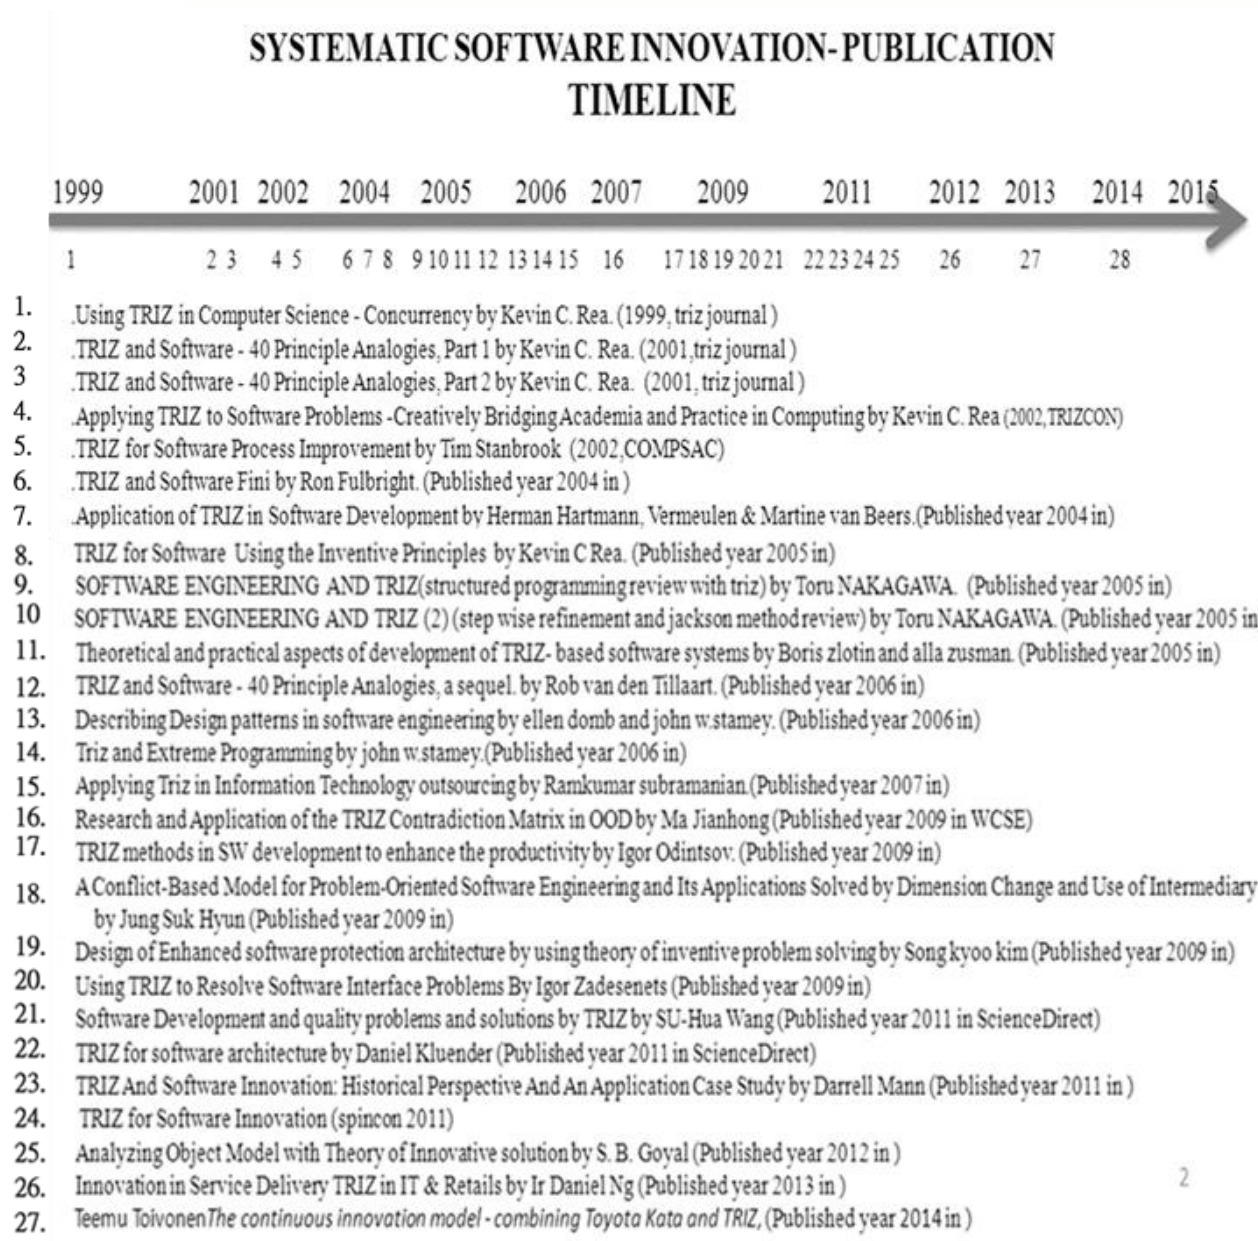 SYSTEMATIC SOFTWARE INNOVATION-PUBLICATION
TIMELINE
1999 2001 2002 2004 2005 2006 2007 2009 2011 2012 2013 2014 2015
1 2 3 4 5 6 7 8 9 10 11 12 13 14 15 16 17 18 19 20 21 22 23 24 25 26 27 28
1. .Using TRIZ in Computer Science - Concurrency by Kevin C. Rea. (1999, triz journal )
2. .TRIZ and Software - 40 Principle Analogies, Part 1 by Kevin C. Rea. (2001,triz journal )
3 .TRIZ and Software - 40 Principle Analogies, Part 2 by Kevin C. Rea. (2001, triz journal )
4. .Applying TRIZ to Software Problems -Creatively Bridging Academia and Practice in Computing by Kevin C. Rea (2002,TRIZCON)
5. .TRIZ for Software Process Improvement by Tim Stanbrook (2002,COMPSAC)
6. .TRIZ and Software Fini by Ron Fulbright. (Published year 2004 in )
7. .Application of TRIZ in Software Development by Herman Hartmann, Vermeulen & Martine van Beers.(Published year 2004 in)
8. TRIZ for Software Using the Inventive Principles by Kevin C Rea. (Published year 2005 in)
9. SOFTWARE ENGINEERING AND TRIZ(structured programming review with triz) by Toru NAKAGAWA. (Published year 2005 in)
10 SOFTWARE ENGINEERING AND TRIZ (2) (step wise refinement and jackson method review) by Toru NAKAGAWA. (Published year 2005 in
11. Theoretical and practical aspects of development of TRIZ- based software systems by Boris zlotin and alla zusman. (Published year 2005 in)
12. TRIZ and Software - 40 Principle Analogies, a sequel. by Rob van den Tillaart. (Published year 2006 in)
13. Describing Design patterns in software engineering by ellen domb and john w.stamey. (Published year 2006 in)
14. Triz and Extreme Programming by john w.stamey.(Published year 2006 in)
15. Applying Triz in Information Technology outsourcing by Ramkumar subramanian.(Published year 2007 in)
16. Research and Application of the TRIZ Contradiction Matrix in OOD by Ma Jianhong (Published year 2009 in WCSE)
17. TRIZ methods in SW development to enhance the productivity by Igor Odintsov. (Published year 2009 in)
18. A Conflict-Based Model for Problem-Oriented Software Engineering and Its Applications Solved by Dimension Change and Use of Intermediary
by Jung Suk Hyun (Published year 2009 in)
19. Design of Enhanced software protection architecture by using theory of inventive problem solving by Song kyoo kim (Published year 2009 in)
20. Using TRIZ to Resolve Software Interface Problems By Igor Zadesenets (Published year 2009 in)
21. Software Development and quality problems and solutions by TRIZ by SU-Hua Wang (Published year 2011 in ScienceDirect)
22. TRIZ for software architecture by Daniel Kluender (Published year 2011 in ScienceDirect)
23. TRIZ And Software Innovation: Historical Perspective And An Application Case Study by Darrell Mann (Published year 2011 in )
24. TRIZ for Software Innovation (spincon 2011)
25. Analyzing Object Model with Theory of Innovative solution by S. B. Goyal (Published year 2012 in )
26. Innovation in Service Delivery TRIZ in IT & Retails by Ir Daniel Ng (Published year 2013 in )
2
27. Teemu Toivonen The continuous innovation model - combining Toyota Kata and TRIZ, (Published year 2014 in )